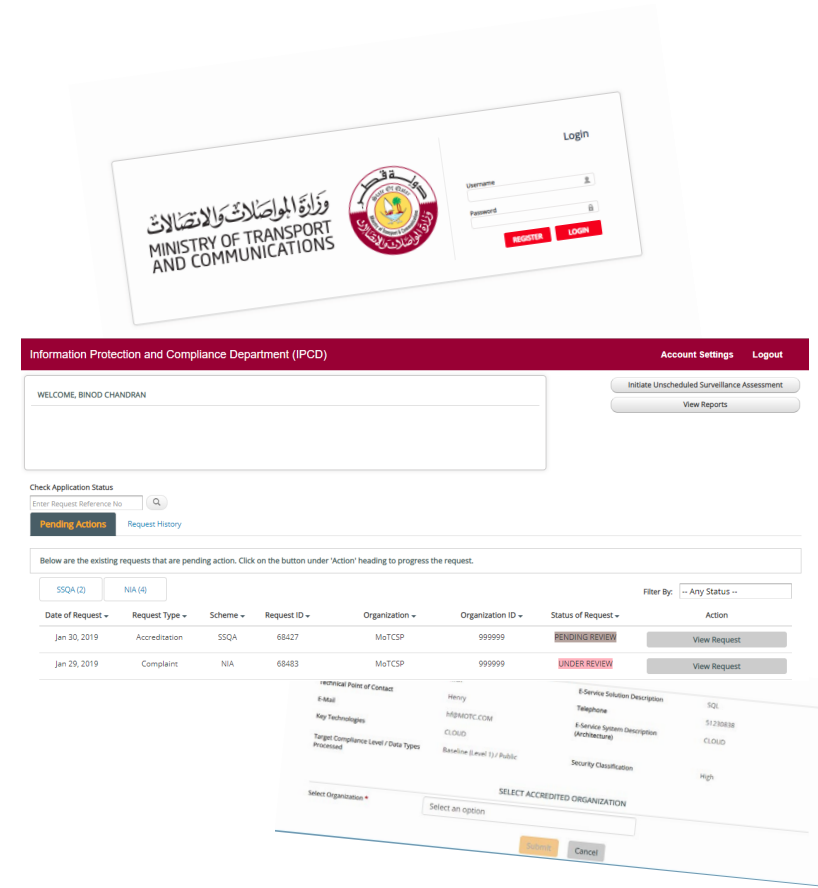 Login
وزارة المواصلات والاتصالات
MINISTRY OF TRANSPORT
AND COMMUNICATIONS
دولة قطر
State Of Qatar
Username
Password
REGISTER LOGIN
Information Protection and Compliance Department (IPCD) Account Settings Logout
WELCOME, BINOD CHANDRAN
Initiate Unscheduled Surveillance Assessment
View Reports
Check Application Status
Enter Request Reference No
Pending Actions Request History
Below are the existing requests that are pending action. Click on the button under 'Action' heading to progress the request.
SSQA (2) NIA (4) Filter By: -- Any Status --
Date of Request Request Type Scheme Request ID Organization Organization ID Status of Request Action
Jan 30, 2019 Accreditation SSQA 68427 MoTCSP 999999 PENDING REVIEW View Request
Jan 29, 2019 Complaint NIA 68483 MoTCSP 999999 UNDER REVIEW View Request
Technical Point of Contact Henry E-Service Solution Description SQL
E-Mail hf@MOTC.COM Telephone 51230838
Key Technologies CLOUD E-Service System Description
(Architecture) CLOUD
Target Compliance Level / Data Types
Processed Baseline (Level 1) / Public Security Classification High
SELECT ACCREDITED ORGANIZATION
Select Organization * Select an option
Submit Cancel